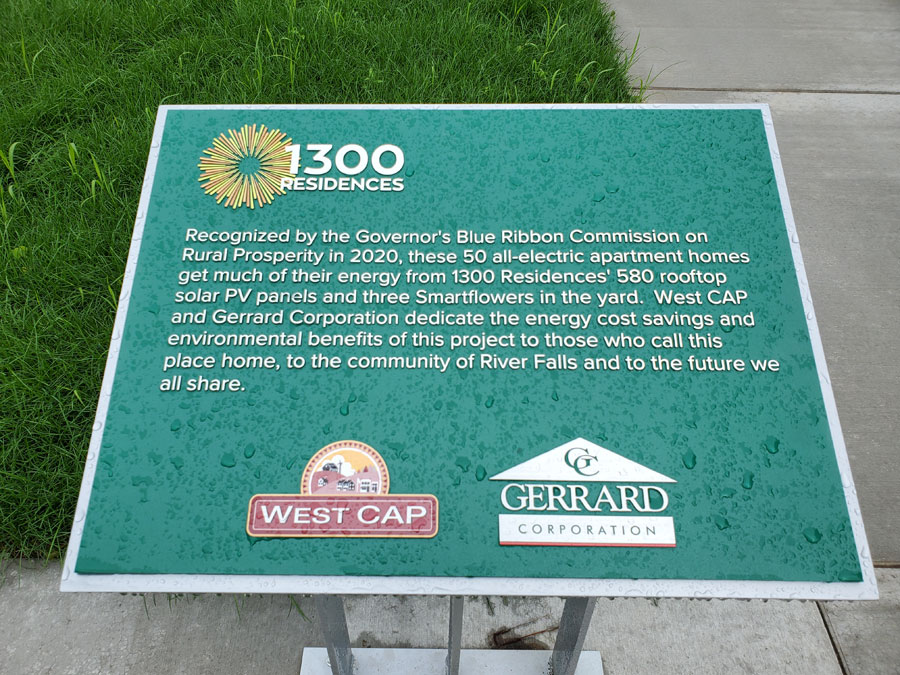 1300
RESIDENCES
Recognized by the Governor's Blue Ribbon Commission on
Rural Prosperity in 2020, these 50 all-electric apartment homes
get much of their energy from 1300 Residences' 580 rooftop
solar PV panels and three Smartflowers in the yard. West CAP
and Gerrard Corporation dedicate the energy cost savings and
environmental benefits of this project to those who call this
place home, to the community of River Falls and to the future we
all share.
WEST CAP
GC
GERRARD
CORPORATION